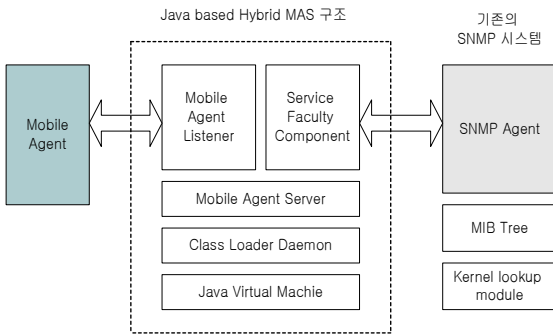 Java based Hybrid MAS 구조
기존의
SNMP 시스템
Mobile
Agent
Mobile
Agent
Listener
Service
Faculty
Component
SNMP Agent
Mobile Agent Server
Class Loader Daemon
Java Virtual Machie
MIB Tree
Kernel lookup
module